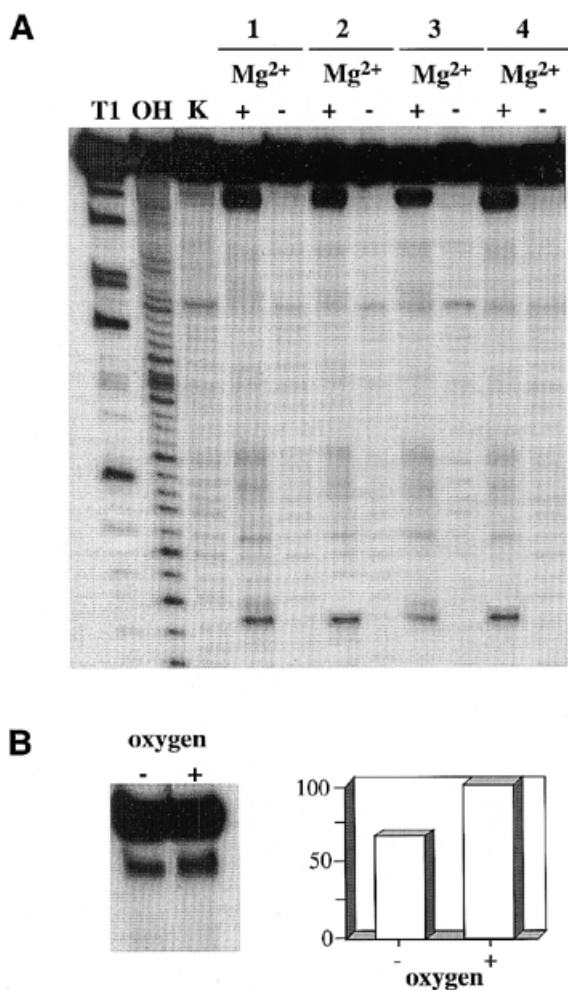 A
1 2 3 4
Mg2+ Mg2+ Mg2+ Mg2+
T1 OH K + - + - + - + -
B
oxygen
- +
100
50
0
- +
oxygen